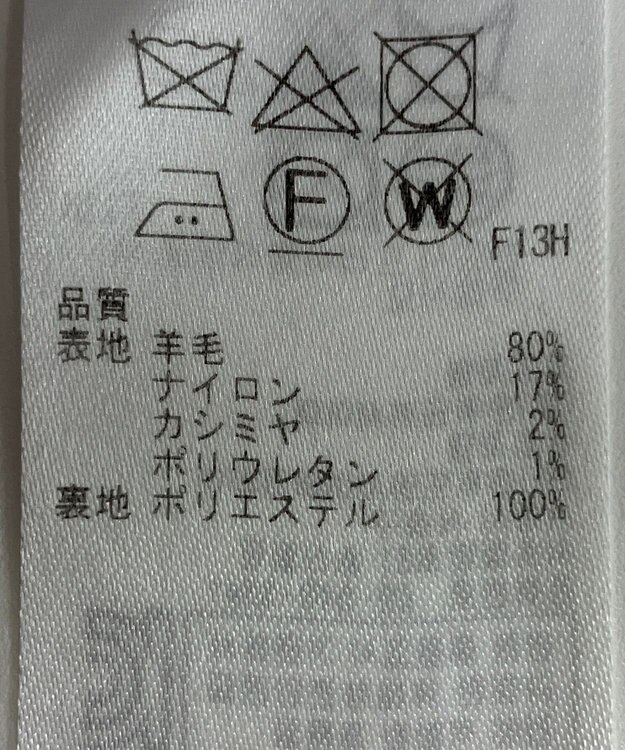 F
W
F13H
品質
表地 羊毛 80%
ナイロン 17%
カシミヤ 2%
ポリウレタン 1%
裏地 ポリエステル 100%